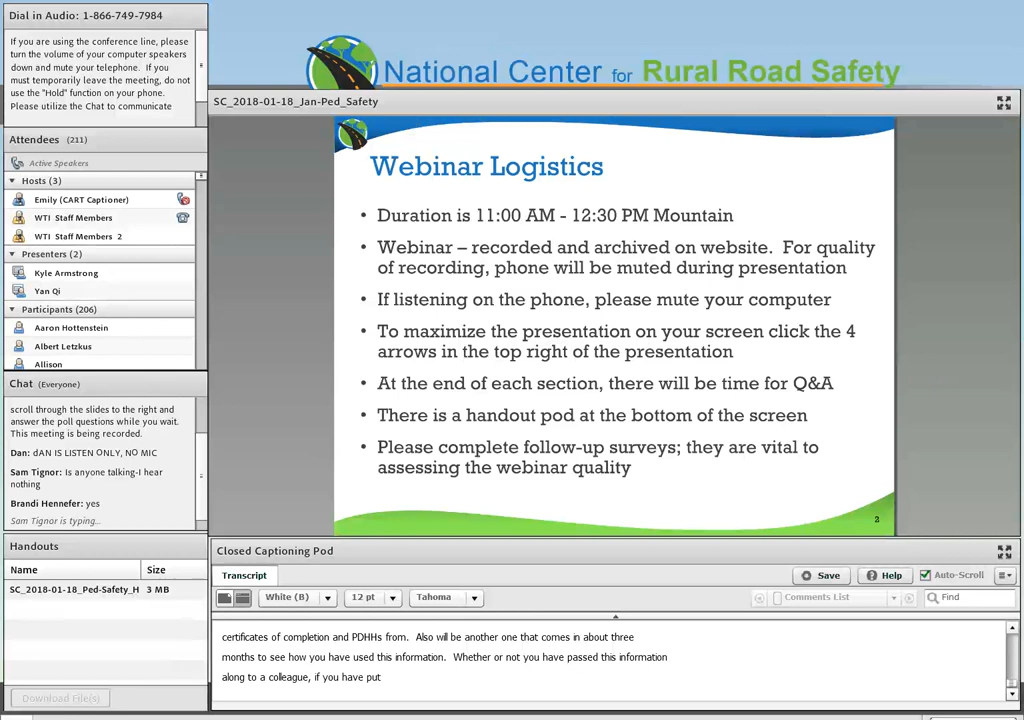 Dial in Audio: 1-866-749-7984
If you are using the conference line, please
turn the volume of your computer speakers
down and mute your telephone. If you
must temporarily leave the meeting, do not
use the "Hold" function on your phone.
Please utilize the Chat to communicate
Attendees (211)
Active Speakers
Hosts (3)
Emily (CART Captioner)
WTI Staff Members
WTI Staff Members 2
Presenters (2)
Kyle Armstrong
Yan Qi
Participants (206)
Aaron Hottenstein
Albert Letzkus
Allison
Chat (Everyone)
scroll through the slides to the right and
answer the poll questions while you wait.
This meeting is being recorded.
Dan: dAN IS LISTEN ONLY, NO MIC
Sam Tignor: Is anyone talking-I hear
nothing
Brandi Hennefer: yes
Sam Tignor is typing...
Handouts
Name Size
SC_2018-01-18_Ped-Safety_H 3 MB
Download File(s)
National Center for Rural Road Safety
SC_2018-01-18_Jan-Ped_Safety
Webinar Logistics
• Duration is 11:00 AM - 12:30 PM Mountain
• Webinar – recorded and archived on website. For quality
of recording, phone will be muted during presentation
• If listening on the phone, please mute your computer
• To maximize the presentation on your screen click the 4
arrows in the top right of the presentation
• At the end of each section, there will be time for Q&A
• There is a handout pod at the bottom of the screen
• Please complete follow-up surveys; they are vital to
assessing the webinar quality
2
Closed Captioning Pod
Transcript Save Help Auto-Scroll
White (B) 12 pt Tahoma Comments List Find
certificates of completion and PDHHs from. Also will be another one that comes in about three
months to see how you have used this information. Whether or not you have passed this information
along to a colleague, if you have put